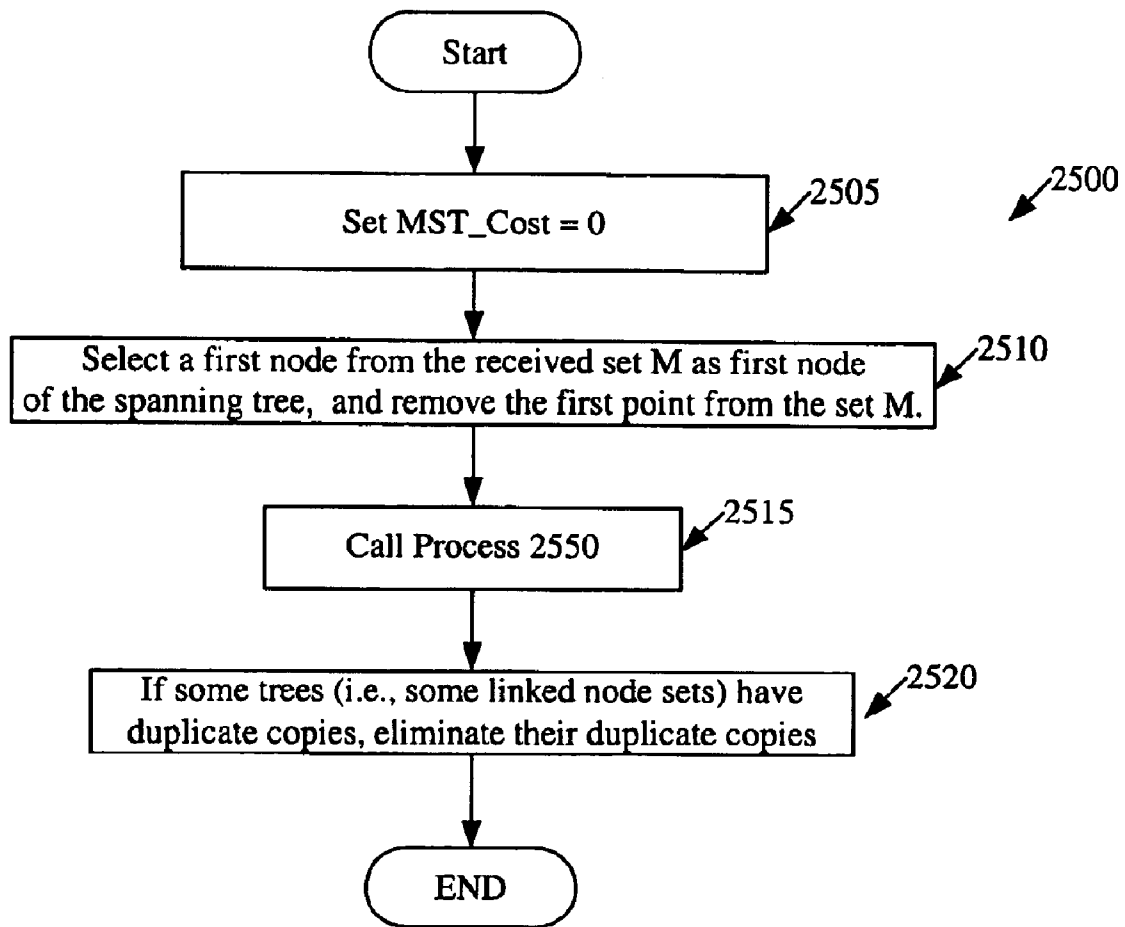 Start
Set MST_Cost = 0
2505
2500
Select a first node from the received set M as first node
of the spanning tree, and remove the first point from the set M.
2510
Call Process 2550
2515
If some trees (i.e., some linked node sets) have
duplicate copies, eliminate their duplicate copies
2520
END